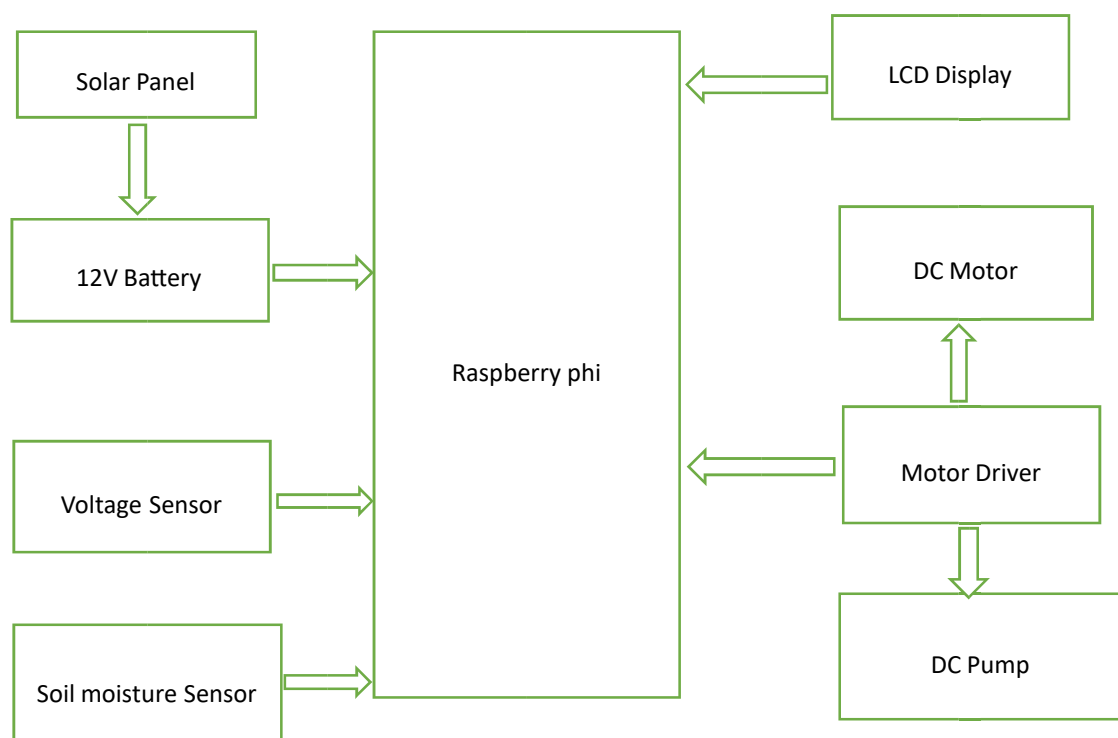 Solar Panel
LCD Display
12V Battery
DC Motor
Raspberry phi
Voltage Sensor
Motor Driver
Soil moisture Sensor
DC Pump